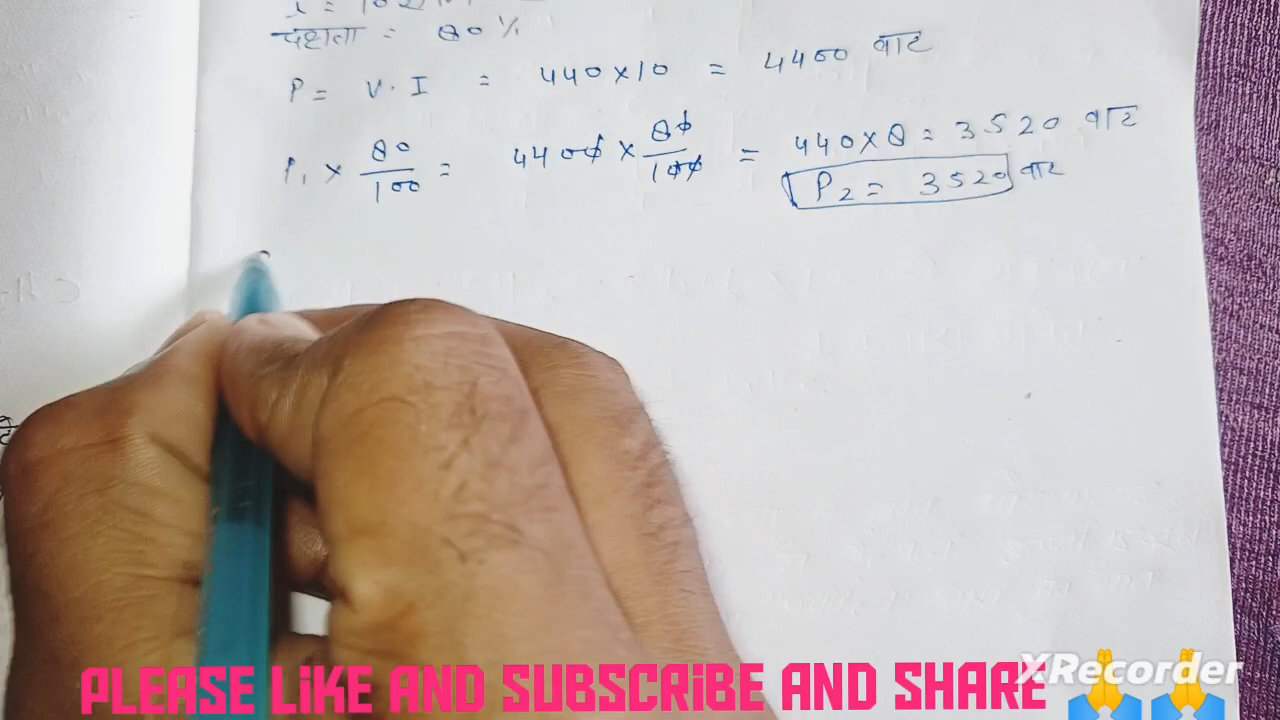 दक्षता = 80%
P = V. I = 440 x 10 = 4400 वाट
P₁ x 80/100 = 4400 x 80/100 = 440 x 8 = 3520 वाट
P₂ = 3520 वाट
PLEASE LIKE AND SUBSCRIBE AND SHARE 🙏 🙏
XRecorder